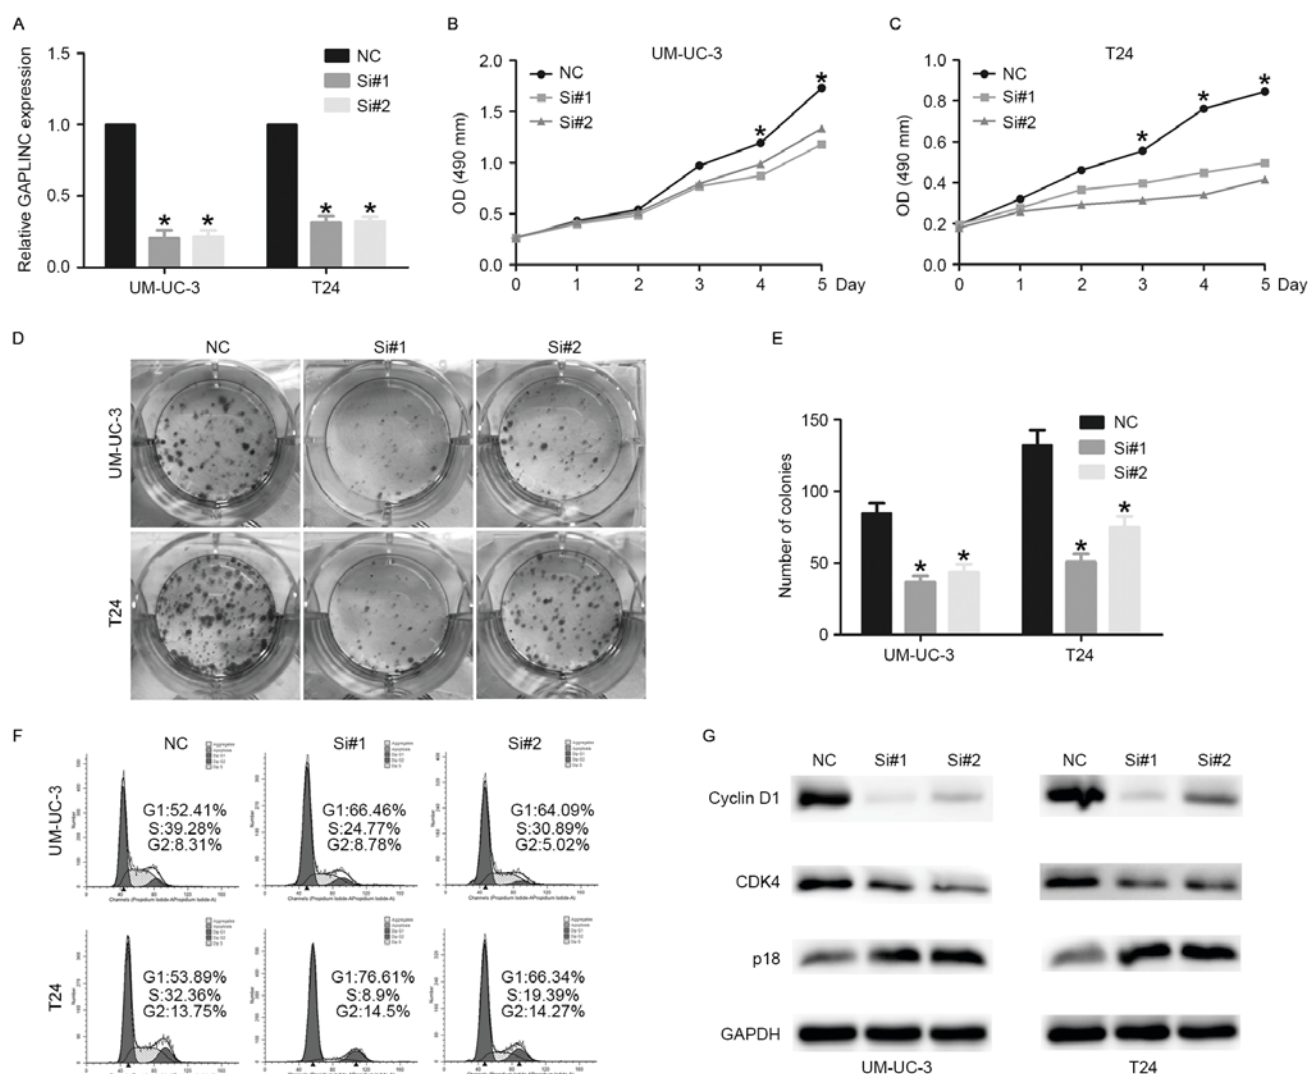 A
Relative GAPLINC expression
1.5
1.0
0.5
0.0
NC
Si#1
Si#2
UM-UC-3
T24
B
UM-UC-3
OD (490 mm)
2.0
1.5
1.0
0.5
0.0
NC
Si#1
Si#2
* *
0 1 2 3 4 5 Day
C
T24
OD (490 mm)
1.0
0.8
0.6
0.4
0.2
0.0
NC
Si#1
Si#2
* * *
0 1 2 3 4 5 Day
D
NC Si#1 Si#2
UM-UC-3
T24
E
Number of colonies
150
100
50
0
NC
Si#1
Si#2
* * * *
UM-UC-3 T24
F
NC Si#1 Si#2
UM-UC-3
G1:52.41%
S:39.28%
G2:8.31%
G1:66.46%
S:24.77%
G2:8.78%
G1:64.09%
S:30.89%
G2:5.02%
T24
G1:53.89%
S:32.36%
G2:13.75%
G1:76.61%
S:8.9%
G2:14.5%
G1:66.34%
S:19.39%
G2:14.27%
G
NC Si#1 Si#2 NC Si#1 Si#2
Cyclin D1
CDK4
p18
GAPDH
UM-UC-3 T24